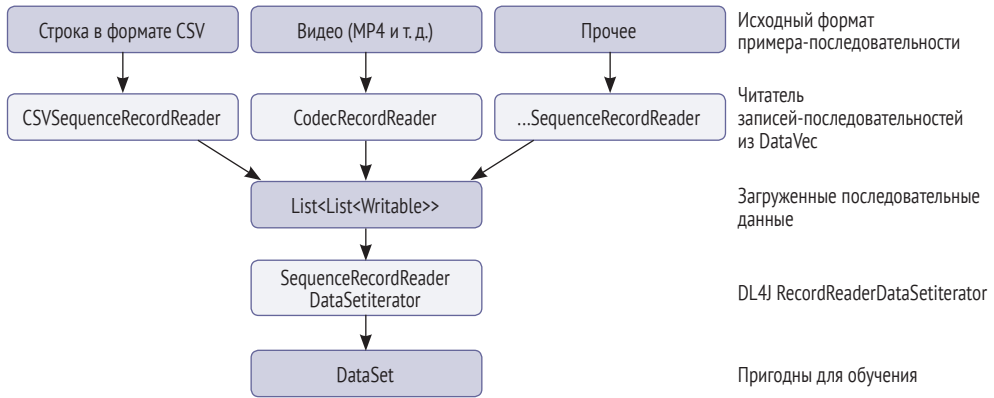 Строка в формате CSV
Видео (MP4 и т. д.)
Прочее
Исходный формат
примера-последовательности
CSVSequenceRecordReader
CodecRecordReader
...SequenceRecordReader
Читатель
записей-последовательностей
из DataVec
List<List<Writable>>
Загруженные последовательные
данные
SequenceRecordReader
DataSetiterator
DL4J RecordReaderDataSetiterator
DataSet
Пригодны для обучения